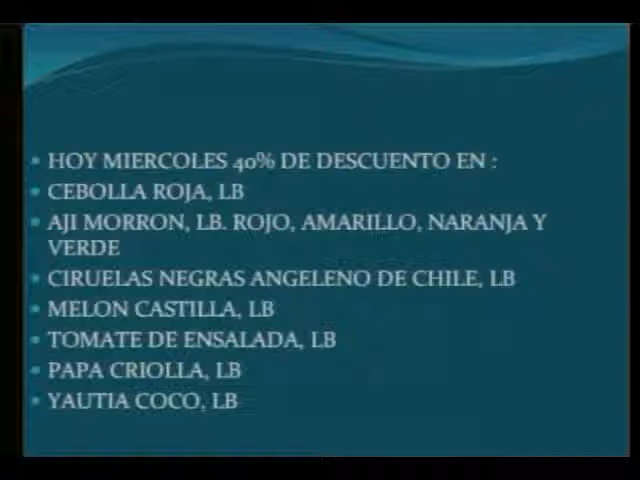 HOY MIERCOLES 40% DE DESCUENTO EN :
CEBOLLA ROJA, LB
AJI MORRON, LB. ROJO, AMARILLO, NARANJA Y
VERDE
CIRUELAS NEGRAS ANGELENO DE CHILE, LB
MELON CASTILLA, LB
TOMATE DE ENSALADA, LB
PAPA CRIOLLA, LB
YAUTIA COCO, LB